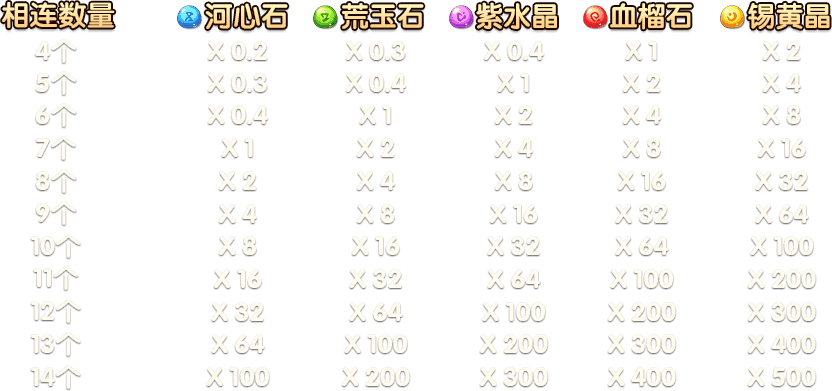 相连数量 河心石 荒玉石 紫水晶 血榴石 锡黄晶
4个 X 0.2 X 0.3 X 0.4 X 1 X 2
5个 X 0.3 X 0.4 X 1 X 2 X 4
6个 X 0.4 X 1 X 2 X 4 X 8
7个 X 1 X 2 X 4 X 8 X 16
8个 X 2 X 4 X 8 X 16 X 32
9个 X 4 X 8 X 16 X 32 X 64
10个 X 8 X 16 X 32 X 64 X 100
11个 X 16 X 32 X 64 X 100 X 200
12个 X 32 X 64 X 100 X 200 X 300
13个 X 64 X 100 X 200 X 300 X 400
14个 X 100 X 200 X 300 X 400 X 500